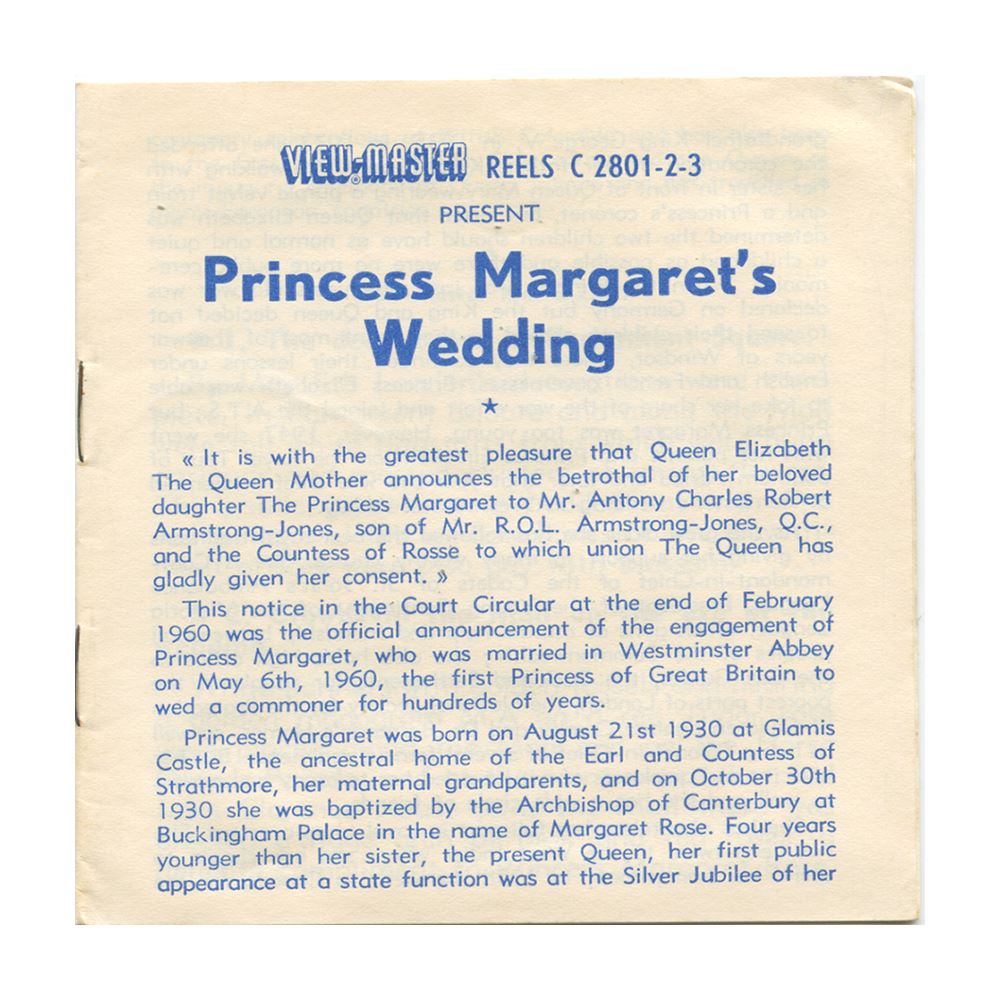 VIEW-MASTER REELS C 2801-2-3
PRESENT
Princess Margaret's
Wedding
★
« It is with the greatest pleasure that Queen Elizabeth
The Queen Mother announces the betrothal of her beloved
daughter The Princess Margaret to Mr. Antony Charles Robert
Armstrong-Jones, son of Mr. R.O.L. Armstrong-Jones, Q.C.,
and the Countess of Rosse to which union The Queen has
gladly given her consent. »
This notice in the Court Circular at the end of February
1960 was the official announcement of the engagement of
Princess Margaret, who was married in Westminster Abbey
on May 6th, 1960, the first Princess of Great Britain to
wed a commoner for hundreds of years.
Princess Margaret was born on August 21st 1930 at Glamis
Castle, the ancestral home of the Earl and Countess of
Strathmore, her maternal grandparents, and on October 30th
1930 she was baptized by the Archbishop of Canterbury at
Buckingham Palace in the name of Margaret Rose. Four years
younger than her sister, the present Queen, her first public
appearance at a state function was at the Silver Jubilee of her